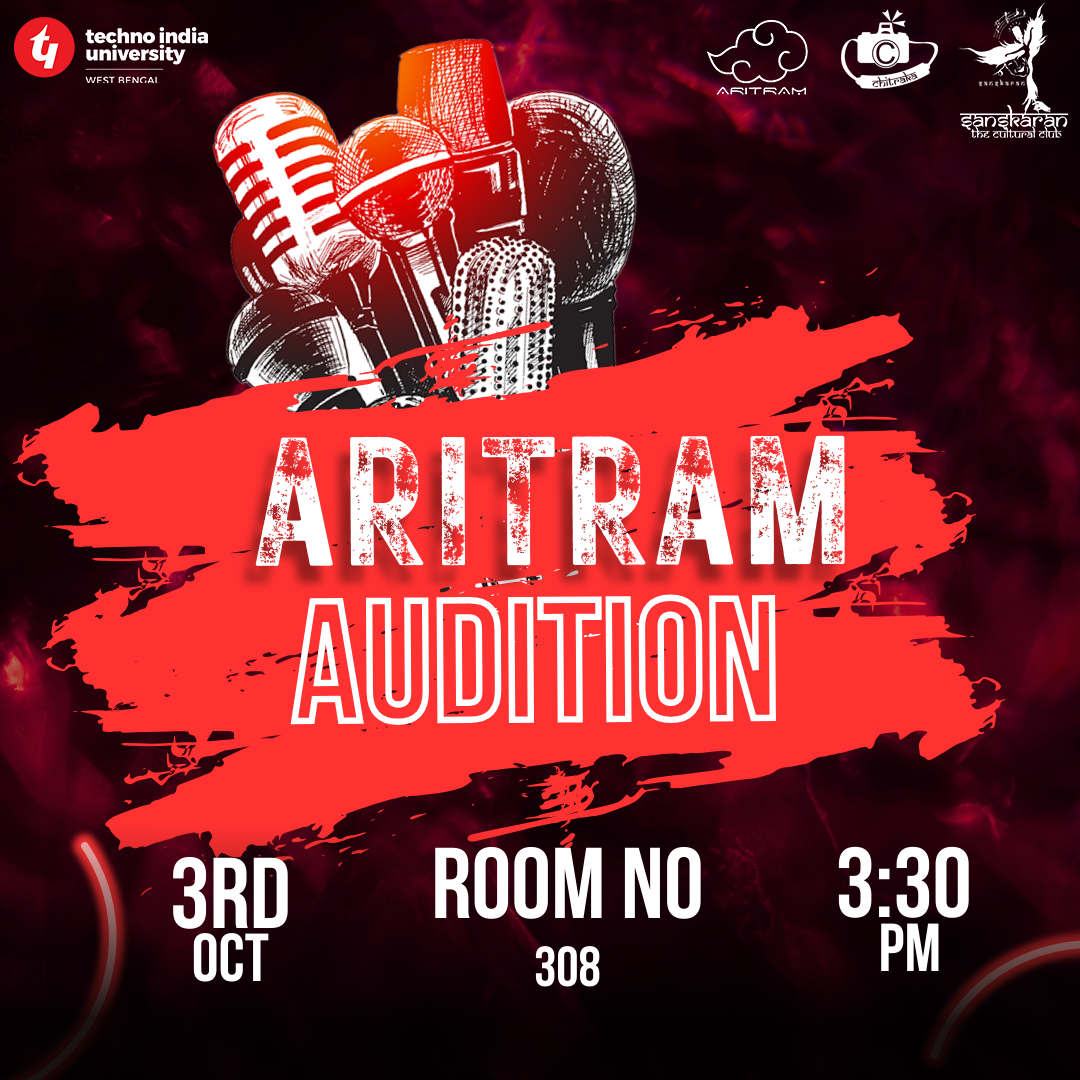 techno india
university
WEST BENGAL
ARITRAM
C
chitraka
sanskaran
sanskaran
the cultural club
ARITRAM
AUDITION
3RD
OCT
ROOM NO
308
3:30
PM